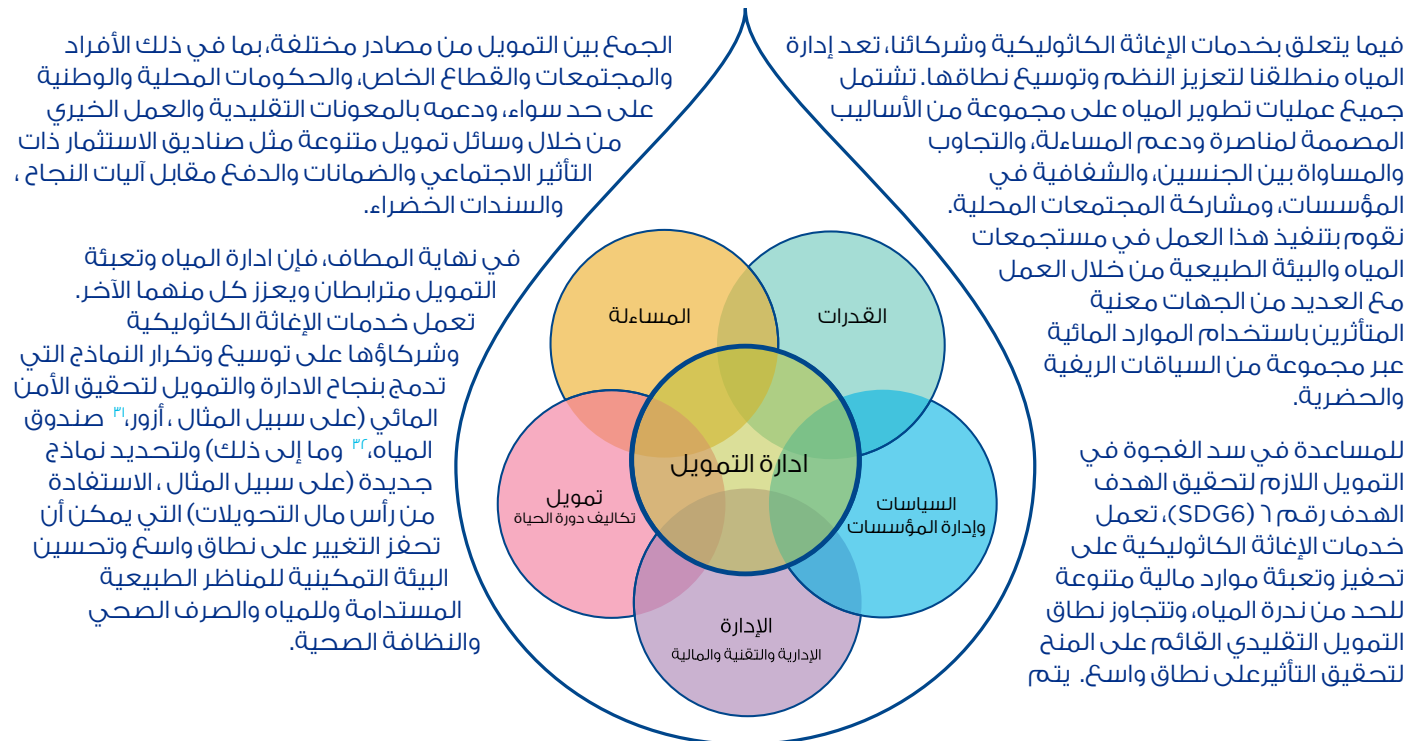 فيما يتعلق بخدمات الإغاثة الكاثوليكية وشركائنا، تعد إدارة
المياه منطلقنا لتعزيز النظم وتوسيع نطاقها. تشتمل
جميع عمليات تطوير المياه على مجموعة من الأساليب
المصممة لمناصرة ودعم المساءلة، والتجاوب
والمساواة بين الجنسين، والشفافية في
المؤسسات، ومشاركة المجتمعات المحلية.
نقوم بتنفيذ هذا العمل في مستجمعات
المياه والبيئة الطبيعية من خلال العمل
مع العديد من الجهات معنية
المتأثرين باستخدام الموارد المائية
عبر مجموعة من السياقات الريفية
والحضرية.
للمساعدة في سد الفجوة في
التمويل اللازم لتحقيق الهدف
الهدف رقم ٦ (SDG6)، تعمل
خدمات الإغاثة الكاثوليكية على
تحفيز وتعبئة موارد مالية متنوعة
للحد من ندرة المياه، وتتجاوز نطاق
التمويل التقليدي القائم على المنح
لتحقيق التأثيرعلى نطاق واسع. يتم
الجمع بين التمويل من مصادر مختلفة، بما في ذلك الأفراد
والمجتمعات والقطاع الخاص، والحكومات المحلية والوطنية
على حد سواء، ودعمه بالمعونات التقليدية والعمل الخيري
من خلال وسائل تمويل متنوعة مثل صناديق الاستثمار ذات
التأثير الاجتماعي والضمانات والدفع مقابل آليات النجاح ،
والسندات الخضراء.
في نهاية المطاف، فإن ادارة المياه وتعبئة
التمويل مترابطان ويعزز كل منهما الآخر.
تعمل خدمات الإغاثة الكاثوليكية
وشركاؤها على توسيع وتكرار النماذج التي
تدمج بنجاح الادارة والتمويل لتحقيق الأمن
المائي (على سبيل المثال ، أزور،٣١ صندوق
المياه،٣٢ وما إلى ذلك) ولتحديد نماذج
جديدة (على سبيل المثال ، الاستفادة
من رأس مال التحويلات) التي يمكن أن
تحفز التغيير على نطاق واسع وتحسين
البيئة التمكينية للمناظر الطبيعية
المستدامة وللمياه والصرف الصحي
والنظافة الصحية.
القدرات
المساءلة
ادارة التمويل
السياسات
وإدارة المؤسسات
تمويل
تكاليف دورة الحياة
الإدارة
الإدارية والتقنية والمالية